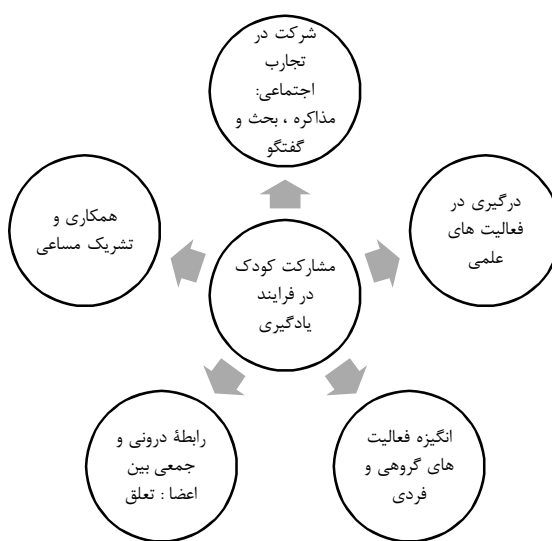 شرکت در
تجارب
اجتماعی:
مذاکره ، بحث و
گفتگو
درگیری در
فعالیت های
علمی
همکاری و
تشریک مساعی
مشارکت کودک
در فرایند
یادگیری
انگیزه فعالیت
های گروهی و
فردی
رابطۀ درونی و
جمعی بین
اعضا : تعلق